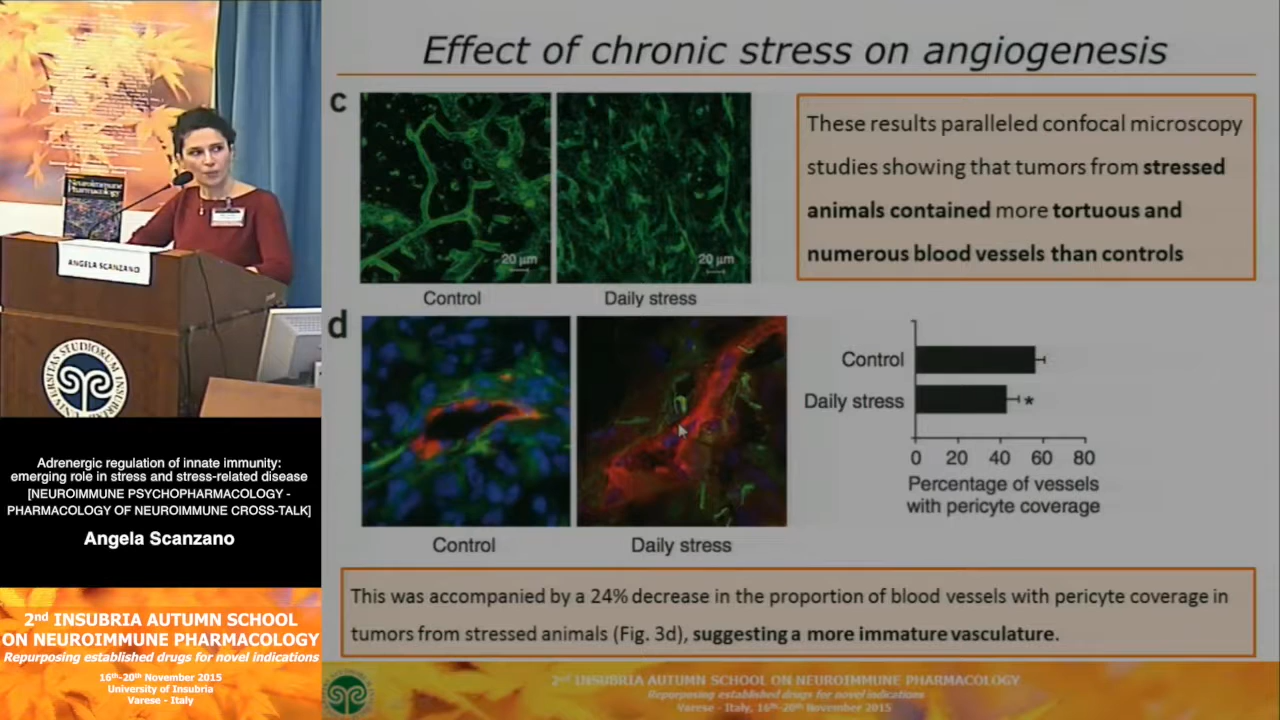 Effect of chronic stress on angiogenesis
c
20 µm
20 µm
Control
Daily stress
These results paralleled confocal microscopy
studies showing that tumors from stressed
animals contained more tortuous and
numerous blood vessels than controls
d
Control
Daily stress
Control
Daily stress
*
0 20 40 60 80
Percentage of vessels
with pericyte coverage
This was accompanied by a 24% decrease in the proportion of blood vessels with pericyte coverage in
tumors from stressed animals (Fig. 3d), suggesting a more immature vasculature.
2nd INSUBRIA AUTUMN SCHOOL ON NEUROIMMUNE PHARMACOLOGY
Repurposing established drugs for novel indications
Varese - Italy, 16th-20th November 2015
Neuroimmune
Pharmacology
ANGELA SCANZANO
Adrenergic regulation of innate immunity:
emerging role in stress and stress-related disease
[NEUROIMMUNE PSYCHOPHARMACOLOGY -
PHARMACOLOGY OF NEUROIMMUNE CROSS-TALK]
Angela Scanzano
2nd INSUBRIA AUTUMN SCHOOL
ON NEUROIMMUNE PHARMACOLOGY
Repurposing established drugs for novel indications
16th-20th November 2015
University of Insubria
Varese - Italy